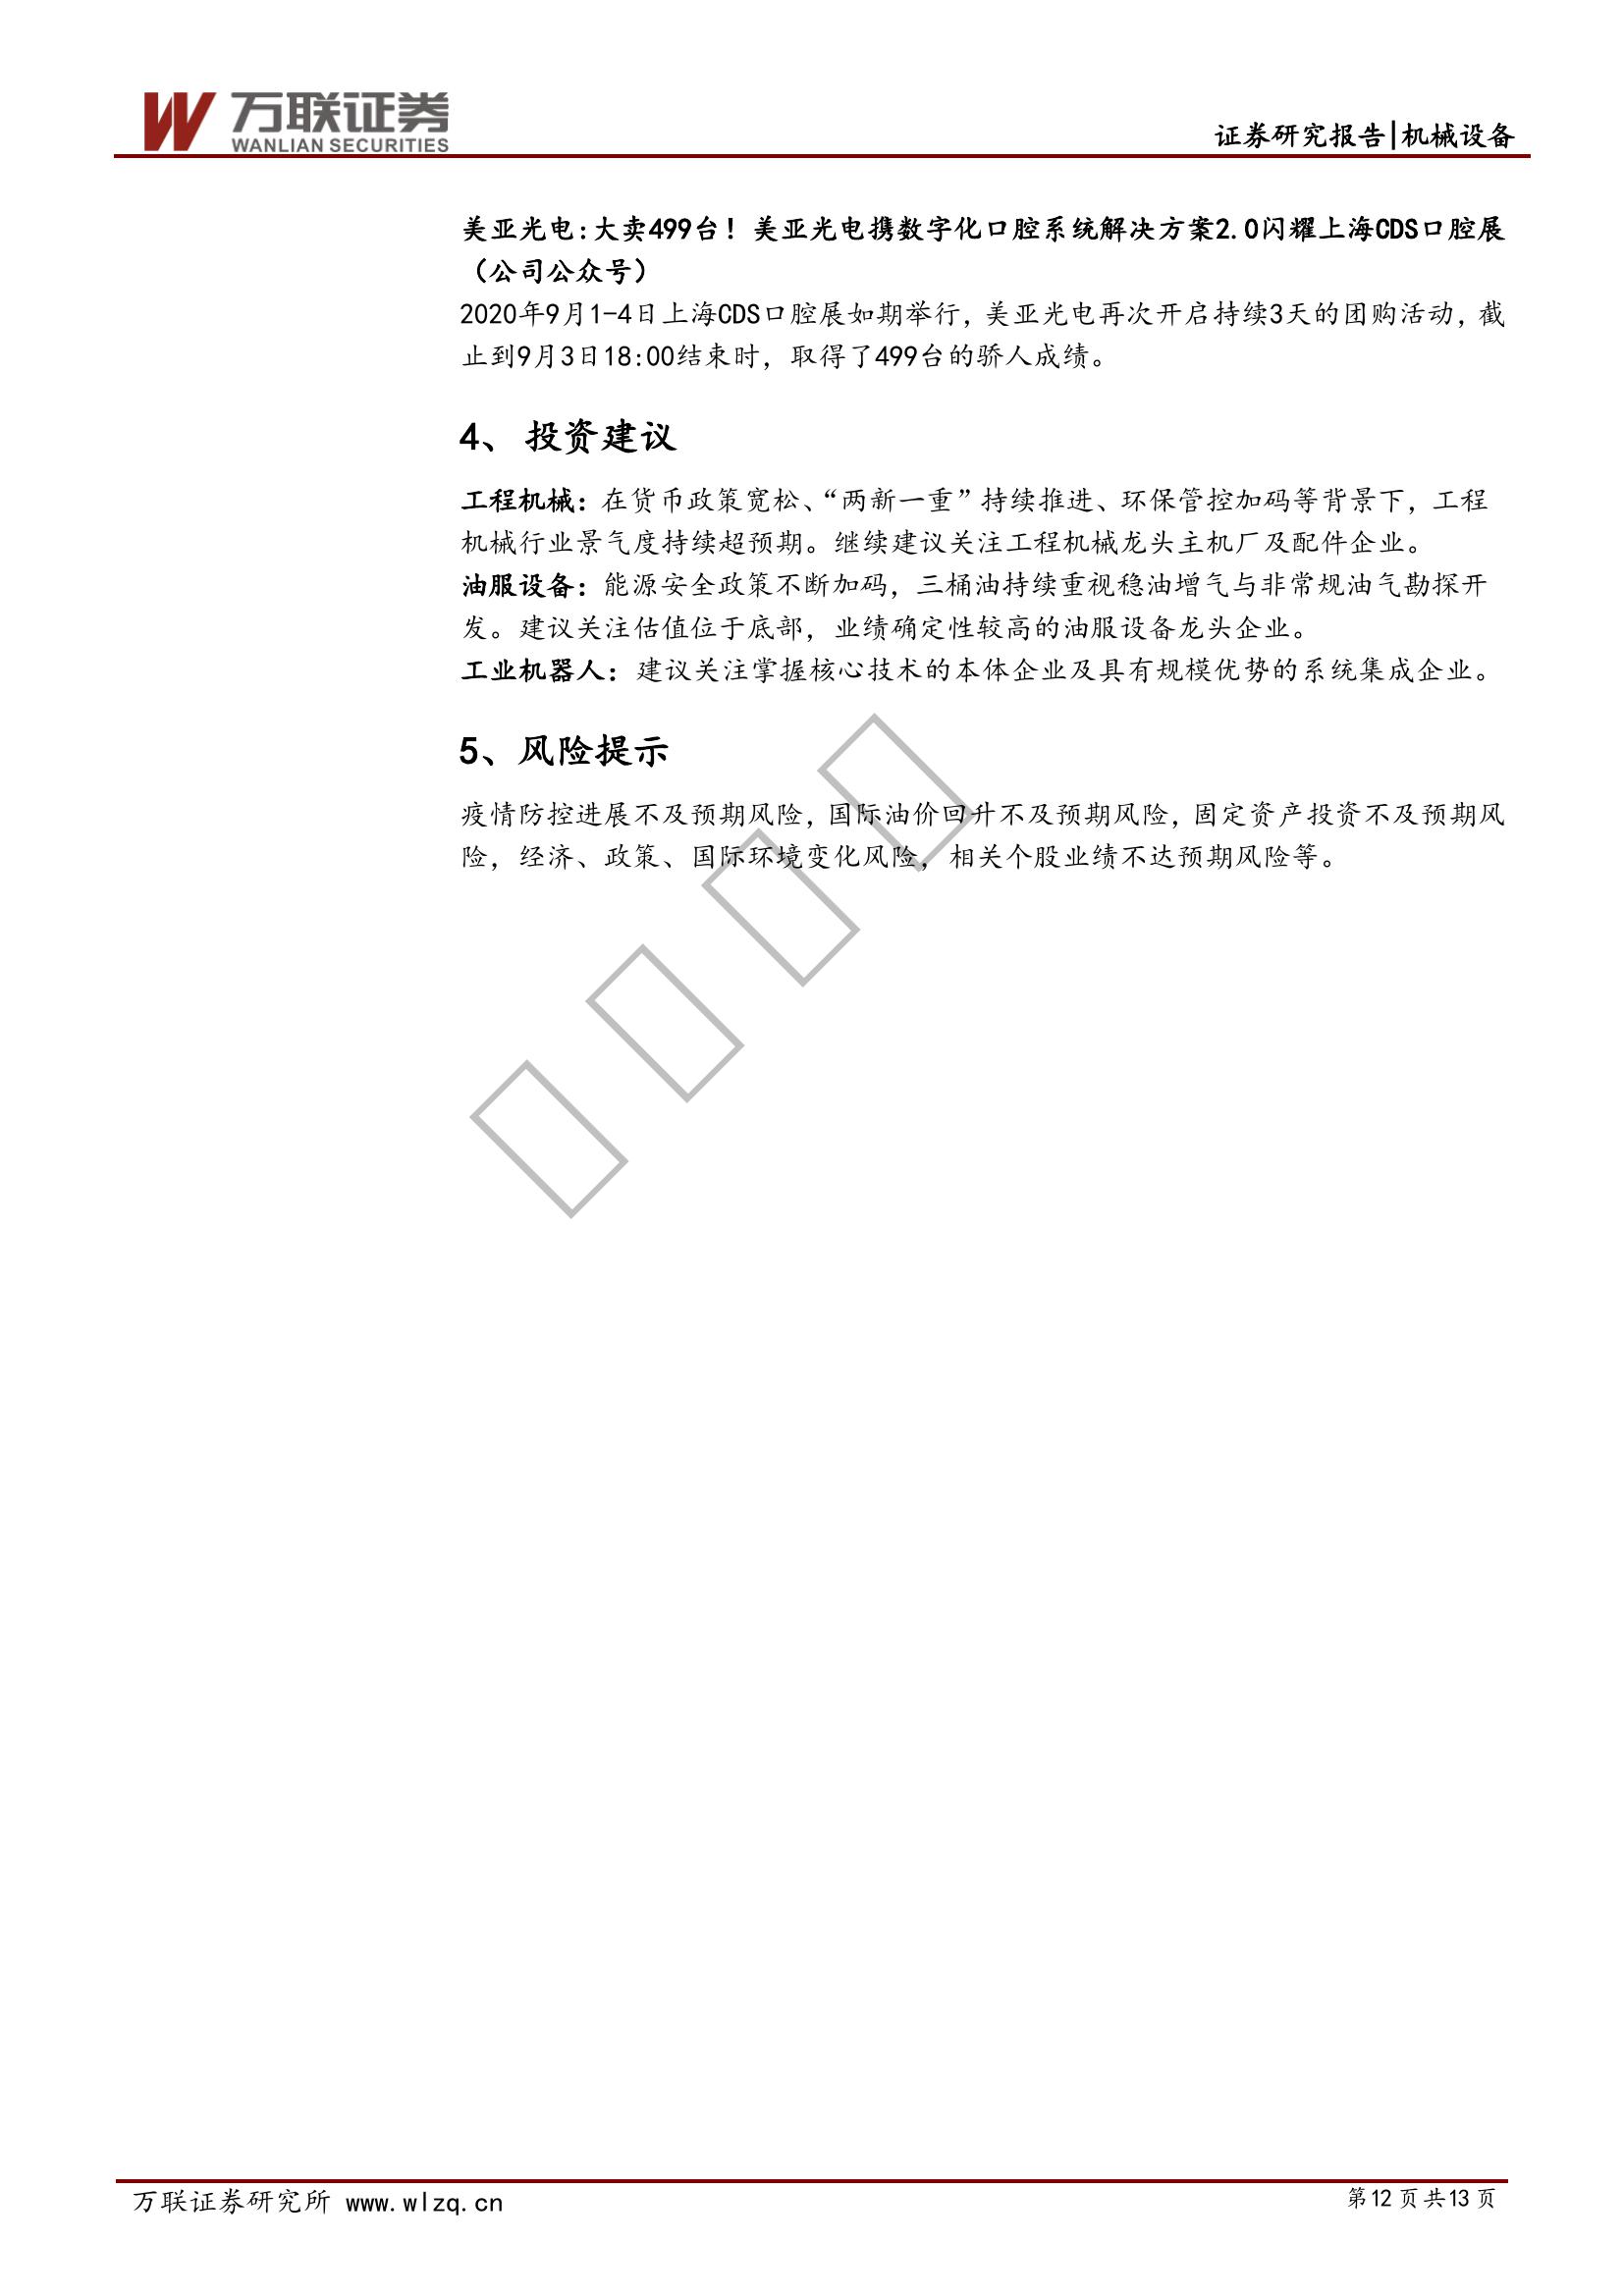 万联证券
WANLIAN SECURITIES
证券研究报告|机械设备
美亚光电:大卖499台！美亚光电携数字化口腔系统解决方案2.0闪耀上海CDS口腔展
（公司公众号）
2020年9月1-4日上海CDS口腔展如期举行，美亚光电再次开启持续3天的团购活动，截
止到9月3日18:00结束时，取得了499台的骄人成绩。
4、 投资建议
工程机械：在货币政策宽松、“两新一重”持续推进、环保管控加码等背景下，工程
机械行业景气度持续超预期。继续建议关注工程机械龙头主机厂及配件企业。
油服设备：能源安全政策不断加码，三桶油持续重视稳油增气与非常规油气勘探开
发。建议关注估值位于底部，业绩确定性较高的油服设备龙头企业。
工业机器人：建议关注掌握核心技术的本体企业及具有规模优势的系统集成企业。
5、风险提示
疫情防控进展不及预期风险，国际油价回升不及预期风险，固定资产投资不及预期风
险，经济、政策、国际环境变化风险，相关个股业绩不达预期风险等。
万联证券研究所 www.wlzq.cn
第12页共13页